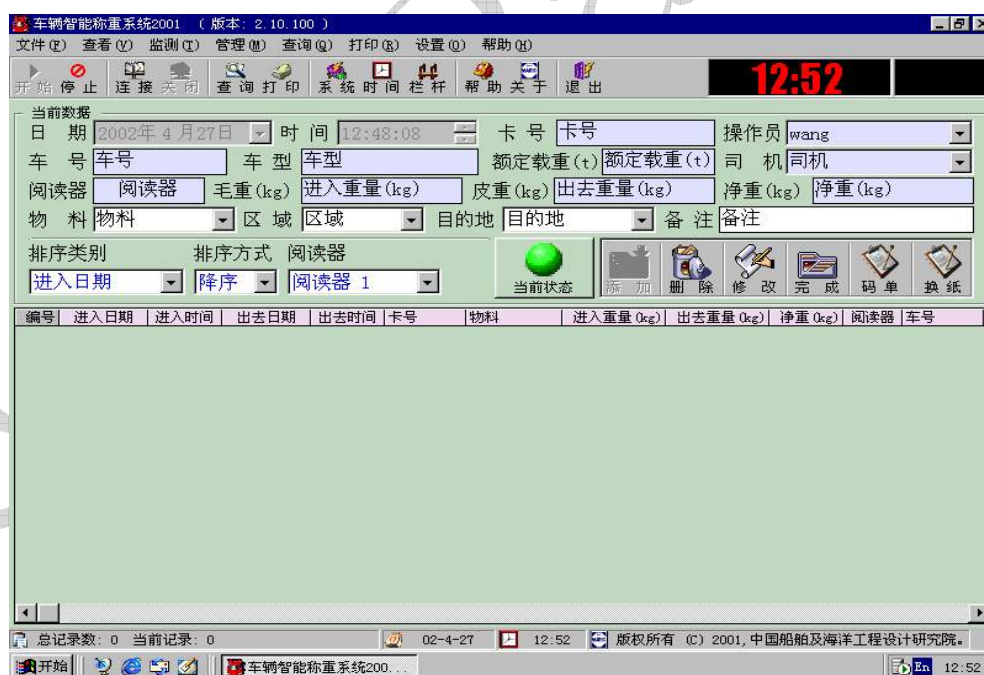 车辆智能称重系统2001 （版本: 2.10.100 ）
文件(F) 查看(V) 监测(T) 管理(M) 查询(Q) 打印(R) 设置(O) 帮助(H)
开始 停止 连接 关闭 查询 打印 系统 时间 栏杆 帮助 关于 退出 12:52
当前数据
日 期 2002年 4月27日 时 间 12:48:08 卡 号 卡号 操作员 wang
车 号 车号 车 型 车型 额定载重(t) 额定载重(t) 司 机 司机
阅读器 阅读器 毛重(kg) 进入重量(kg) 皮重(kg) 出去重量(kg) 净重(kg) 净重(kg)
物 料 物料 区 域 区域 目的地 目的地 备 注 备注
排序类别 排序方式 阅读器
进入日期 降序 阅读器 1 当前状态 添 加 删 除 修 改 完 成 码 单 换 纸
编号 进入日期 进入时间 出去日期 出去时间 卡号 物料 进入重量(kg) 出去重量(kg) 净重(kg) 阅读器 车号
总记录数: 0 当前记录: 0 02-4-27 12:52 版权所有 (C) 2001,中国船舶及海洋工程设计研究院。
开始 车辆智能称重系统200... En 12:52